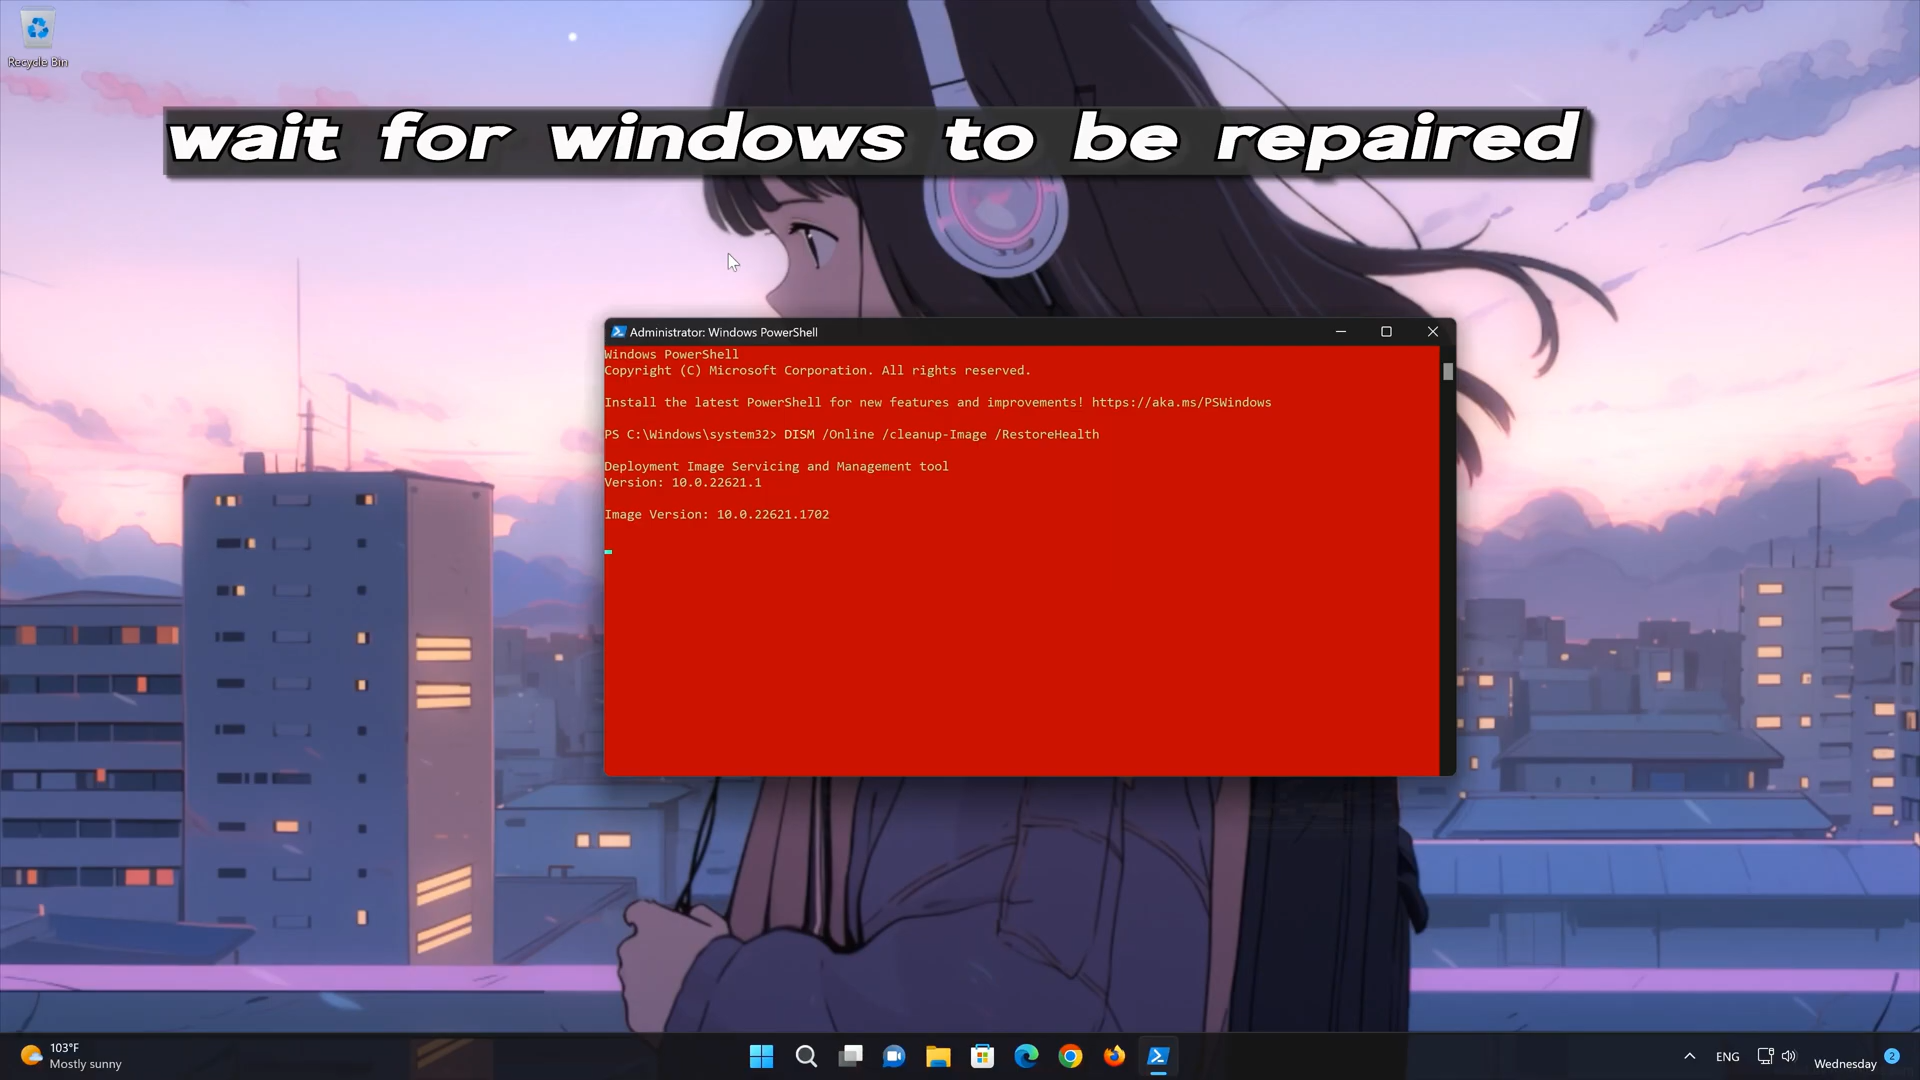 Recycle Bin
wait for windows to be repaired
Administrator: Windows PowerShell
Windows PowerShell
Copyright (C) Microsoft Corporation. All rights reserved.
Install the latest PowerShell for new features and improvements! https://aka.ms/PSWindows
PS C:\Windows\system32> DISM /Online /cleanup-Image /RestoreHealth
Deployment Image Servicing and Management tool
Version: 10.0.22621.1
Image Version: 10.0.22621.1702
103°F
Mostly sunny
ENG
Wednesday
2